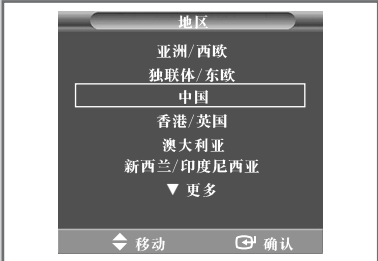 地区
亚洲/西欧
独联体/东欧
中国
香港/英国
澳大利亚
新西兰/印度尼西亚
▼ 更多
移动 确认